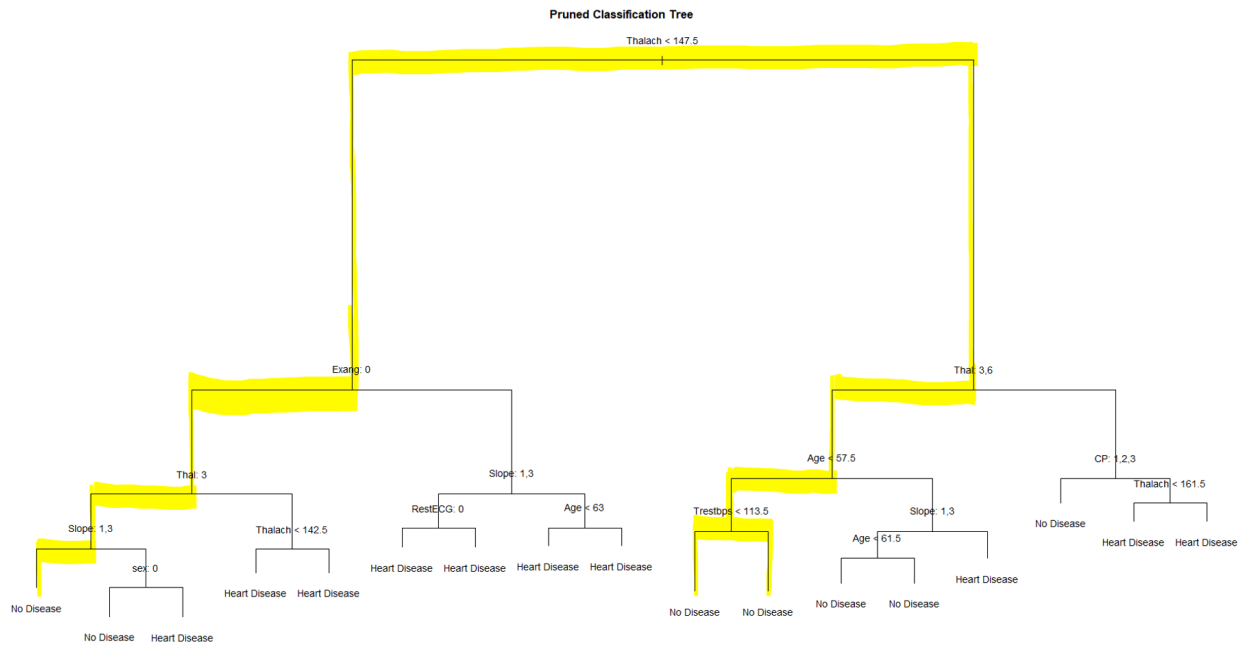 Pruned Classification Tree
Thalach < 147.5
Exang: 0
Thal: 3,6
Age < 57.5
CP: 1,2,3
Thal: 3
Slope: 1,3
Thalach < 161.5
RestECG: 0
Age < 63
Trestbps < 113.5
Slope: 1,3
Slope: 1,3
Thalach < 142.5
No Disease
Age < 61.5
Heart Disease
Heart Disease
sex: 0
Heart Disease
Heart Disease
Heart Disease
Heart Disease
Heart Disease
Heart Disease
Heart Disease
No Disease
No Disease
No Disease
No Disease
No Disease
No Disease
Heart Disease